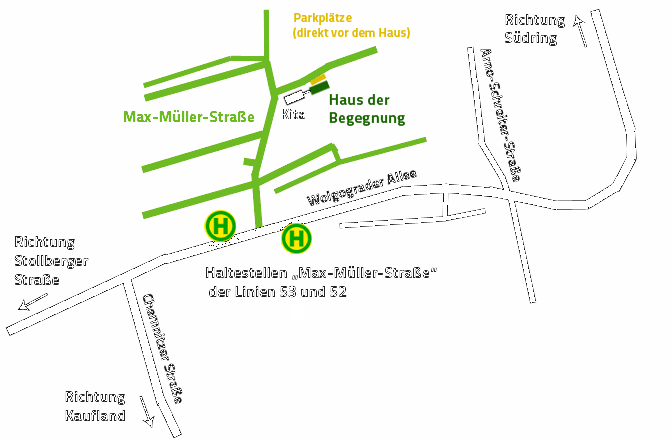 Parkplätze
(direkt vor dem Haus)
Richtung
Südring
Arno-Schreiter-Straße
Haus der
Begegnung
Kita
Max-Müller-Straße
Wolgograder Allee
H
H
Richtung
Stollberger
Straße
Haltestellen „Max-Müller-Straße“
der Linien 53 und 52
Chemnitzer Straße
Richtung
Kaufland